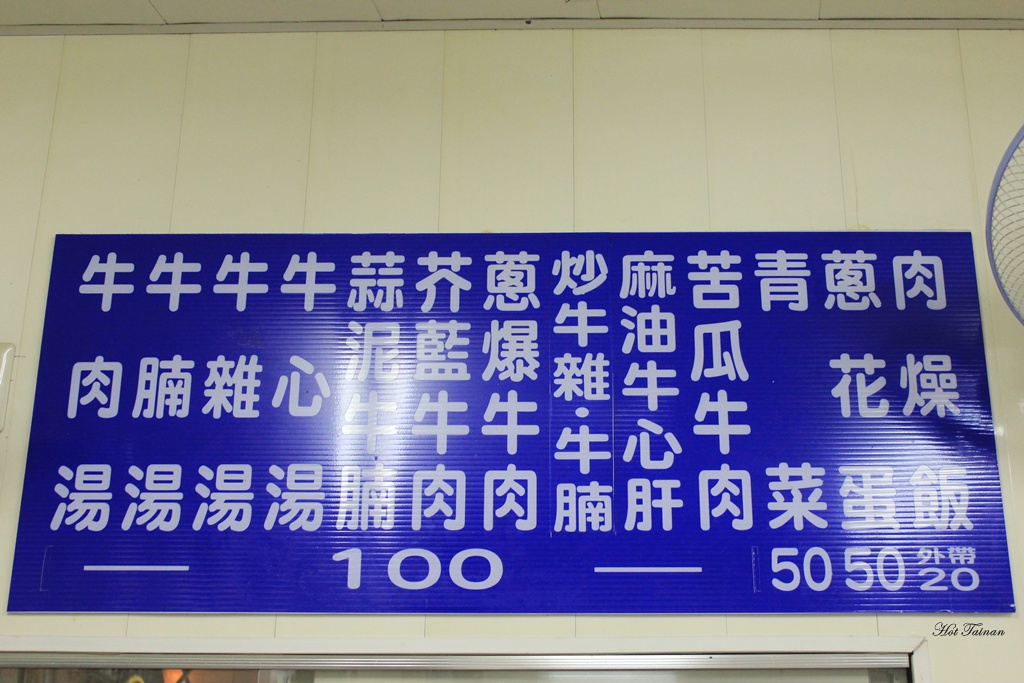 牛肉湯
牛腩湯
牛雜湯
牛心湯
蒜泥牛腩
芥藍牛肉
蔥爆牛肉
炒牛雜·牛腩
麻油牛心肝
苦瓜牛肉
青菜
蔥花蛋
肉燥飯
— 100 —
50
50
外帶
20
Hot Tainan